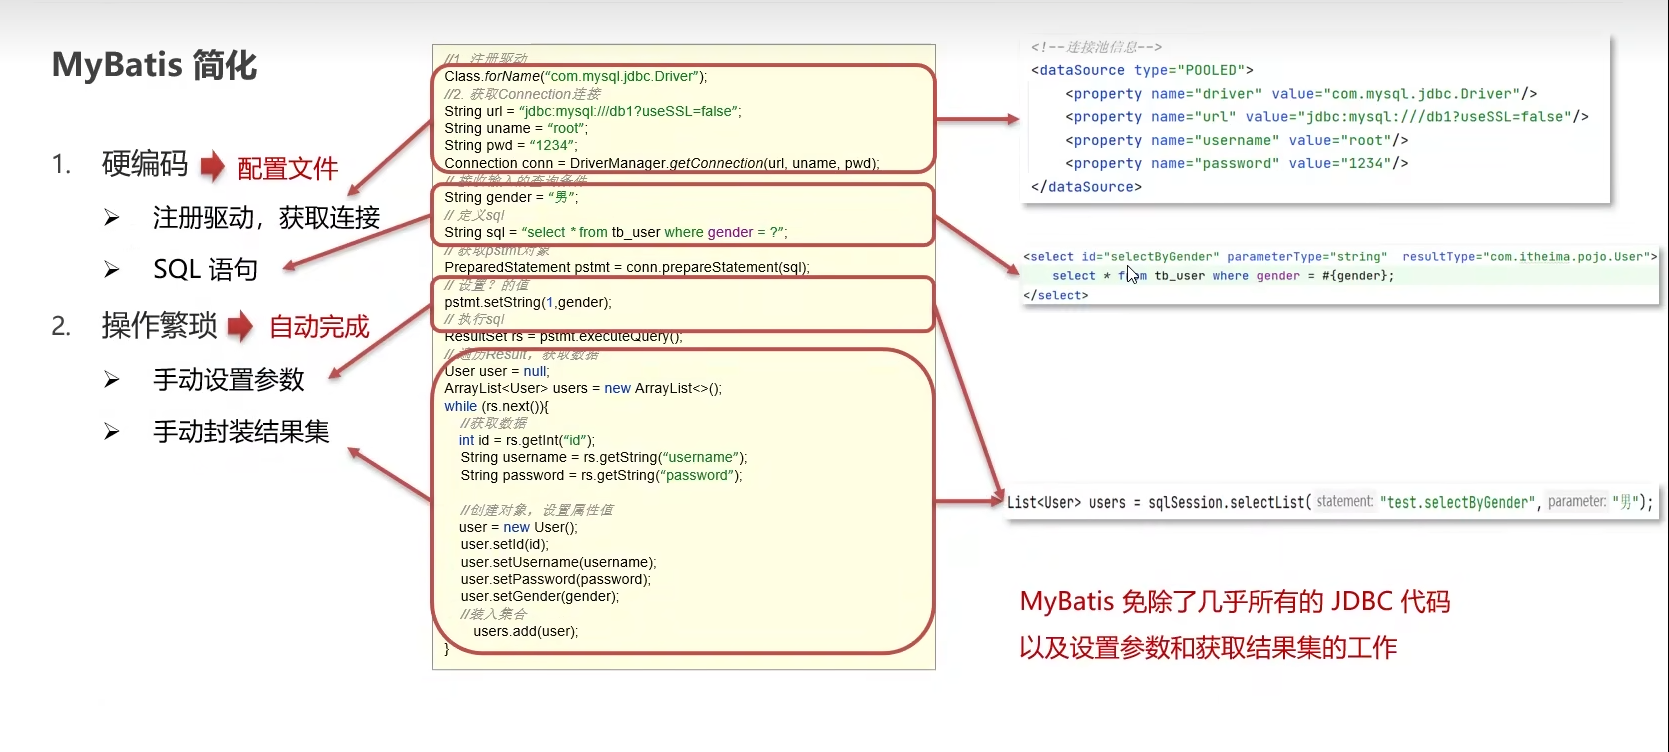 MyBatis 简化
1. 硬编码 配置文件
➢ 注册驱动，获取连接
➢ SQL 语句
2. 操作繁琐 自动完成
➢ 手动设置参数
➢ 手动封装结果集
//1. 注册驱动
Class.forName(“com.mysql.jdbc.Driver”);
//2. 获取Connection连接
String url = “jdbc:mysql:///db1?useSSL=false”;
String uname = “root”;
String pwd = “1234”;
Connection conn = DriverManager.getConnection(url, uname, pwd);
// 接收输入的查询条件
String gender = “男”;
// 定义sql
String sql = “select * from tb_user where gender = ?”;
// 获取pstmt对象
PreparedStatement pstmt = conn.prepareStatement(sql);
// 设置？的值
pstmt.setString(1,gender);
// 执行sql
ResultSet rs = pstmt.executeQuery();
// 遍历Result，获取数据
User user = null;
ArrayList<User> users = new ArrayList<>();
while (rs.next()){
//获取数据
int id = rs.getInt(“id”);
String username = rs.getString(“username”);
String password = rs.getString(“password”);
//创建对象，设置属性值
user = new User();
user.setId(id);
user.setUsername(username);
user.setPassword(password);
user.setGender(gender);
//装入集合
users.add(user);
}
<!--连接池信息-->
<dataSource type="POOLED">
<property name="driver" value="com.mysql.jdbc.Driver"/>
<property name="url" value="jdbc:mysql:///db1?useSSL=false"/>
<property name="username" value="root"/>
<property name="password" value="1234"/>
</dataSource>
<select id="selectByGender" parameterType="string" resultType="com.itheima.pojo.User">
select * from tb_user where gender = #{gender};
</select>
List<User> users = sqlSession.selectList( statement: "test.selectByGender", parameter: "男");
MyBatis 免除了几乎所有的 JDBC 代码
以及设置参数和获取结果集的工作